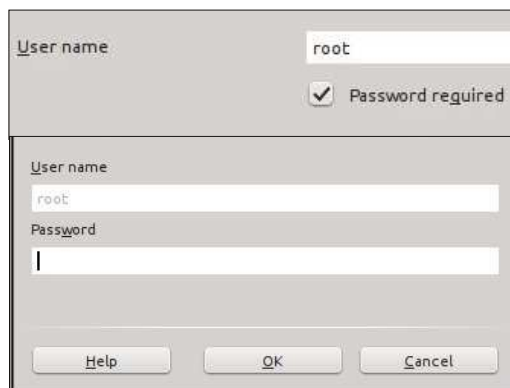 User name
root
Password required
User name
root
Password
Help
OK
Cancel